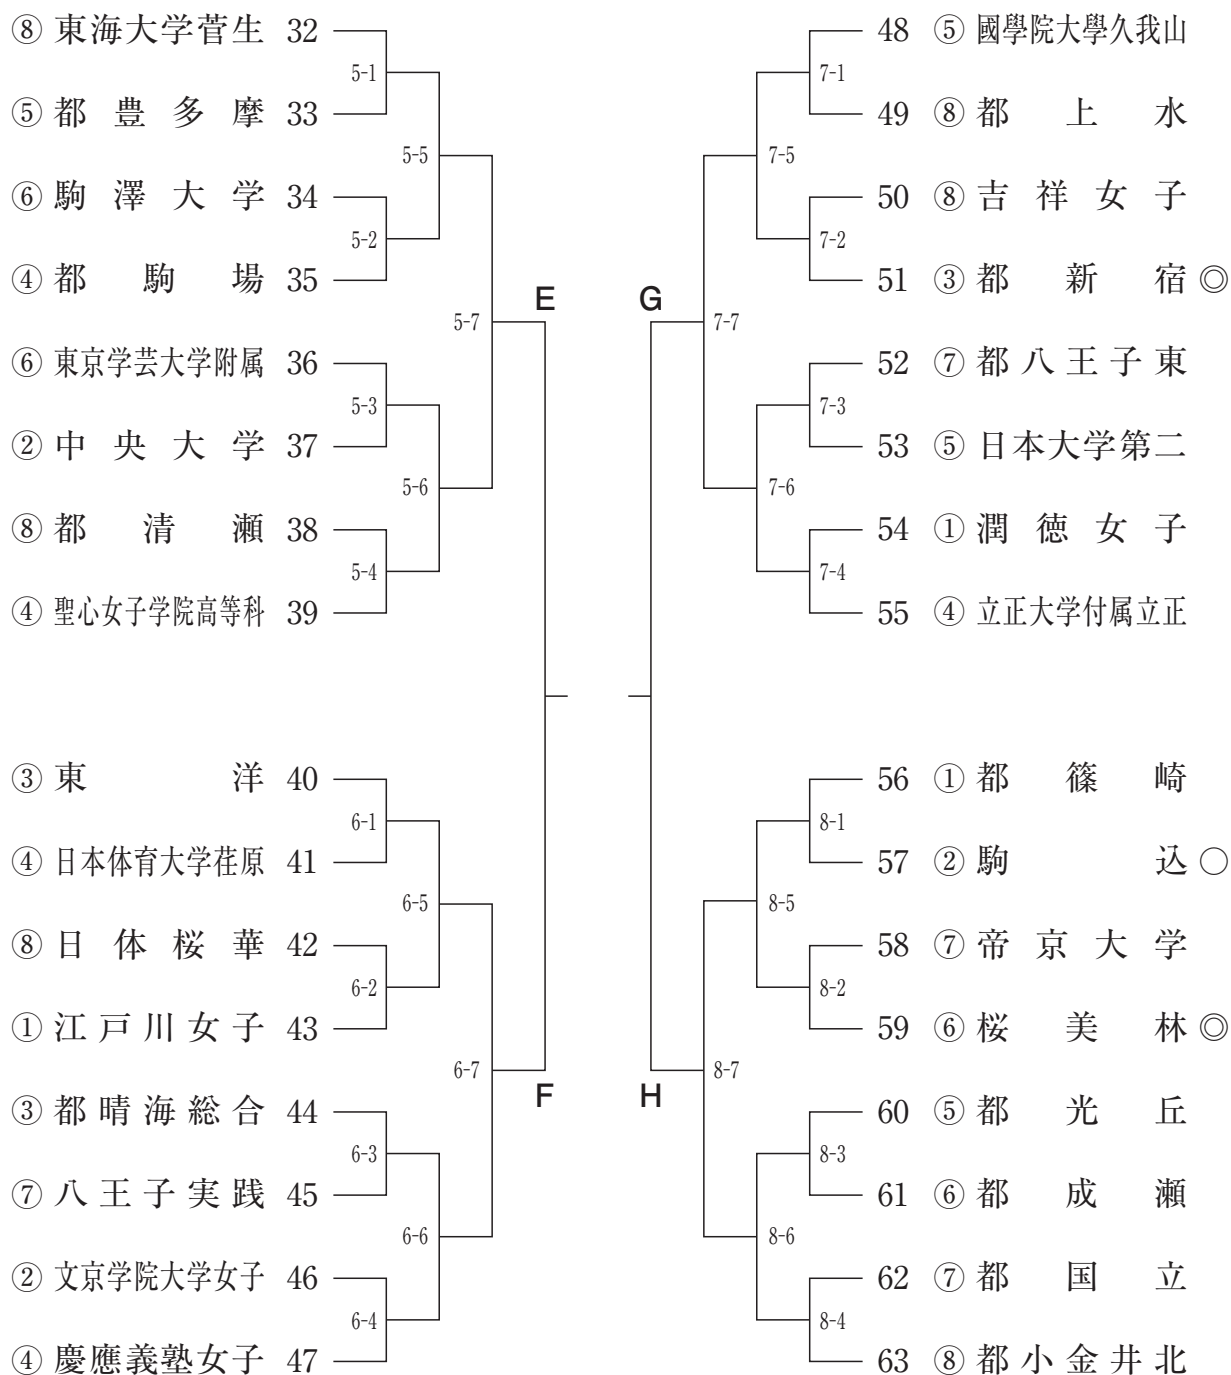 ⑧ 東海大学菅生 32
5-1
⑤ 都豊多摩 33
5-5
⑥ 駒澤大学 34
5-2
④ 都駒場 35
5-7
E
⑥ 東京学芸大学附属 36
5-3
② 中央大学 37
5-6
⑧ 都清瀬 38
5-4
④ 聖心女子学院高等科 39
③ 東洋 40
6-1
④ 日本体育大学荏原 41
6-5
⑧ 日体桜華 42
6-2
① 江戸川女子 43
6-7
F
③ 都晴海総合 44
6-3
⑦ 八王子実践 45
6-6
② 文京学院大学女子 46
6-4
④ 慶應義塾女子 47
48 ⑤ 國學院大學久我山
7-1
49 ⑧ 都上水
7-5
50 ⑧ 吉祥女子
7-2
51 ③ 都新宿 ◎
G
7-7
52 ⑦ 都八王子東
7-3
53 ⑤ 日本大学第二
7-6
54 ① 潤徳女子
7-4
55 ④ 立正大学付属立正
56 ① 都篠崎
8-1
57 ② 駒込 ○
8-5
58 ⑦ 帝京大学
8-2
59 ⑥ 桜美林 ◎
H
8-7
60 ⑤ 都光丘
8-3
61 ⑥ 都成瀬
8-6
62 ⑦ 都国立
8-4
63 ⑧ 都小金井北